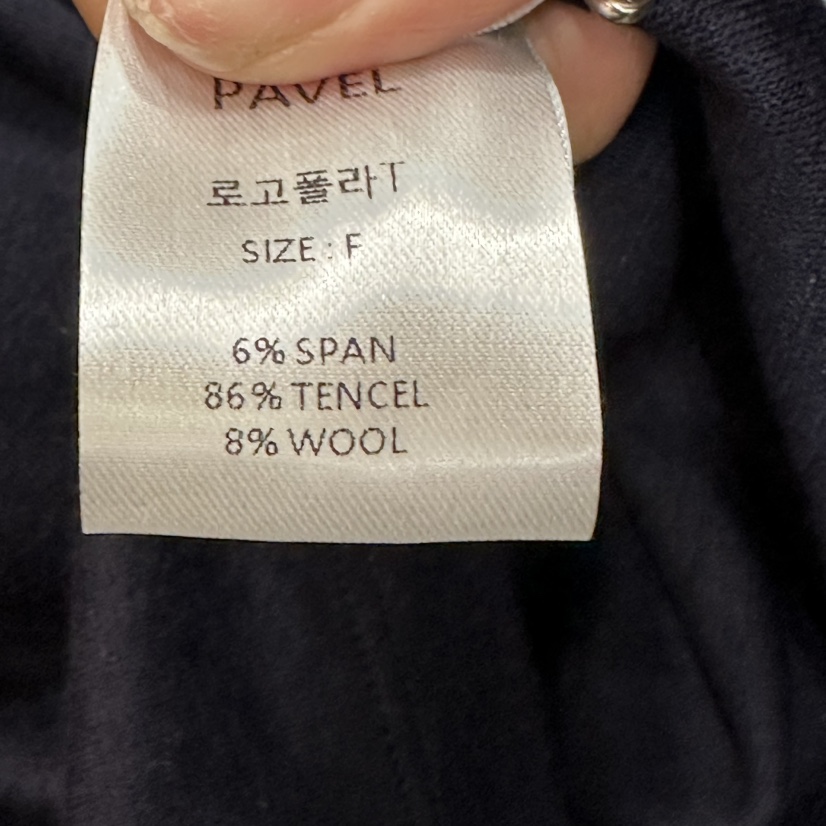 PAVEL
로고폴라T
SIZE : F
6% SPAN
86% TENCEL
8% WOOL